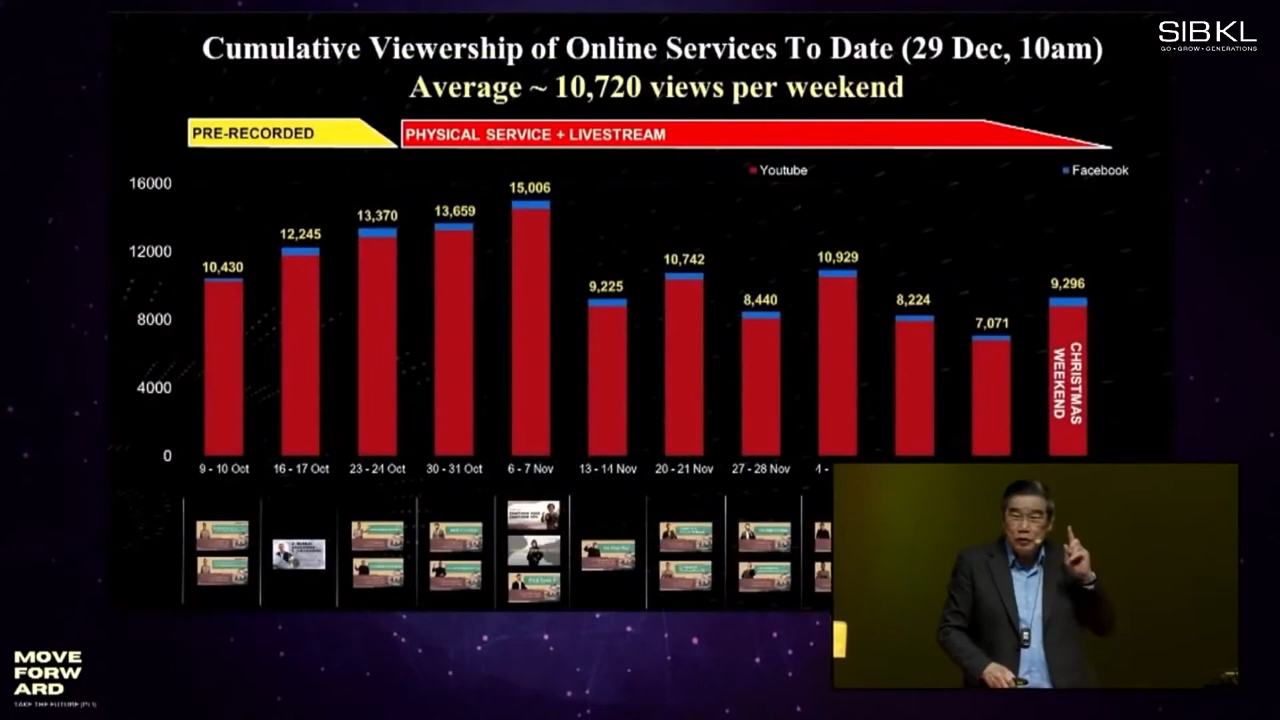 SIBKL
GO • GROW • GENERATIONS
Cumulative Viewership of Online Services To Date (29 Dec, 10am)
Average ~ 10,720 views per weekend
PRE-RECORDED
PHYSICAL SERVICE + LIVESTREAM
Youtube
Facebook
16000
12000
8000
4000
0
10,430
12,245
13,370
13,659
15,006
9,225
10,742
8,440
10,929
8,224
7,071
9,296
CHRISTMAS
WEEKEND
9 - 10 Oct
16 - 17 Oct
23 - 24 Oct
30 - 31 Oct
6 - 7 Nov
13 - 14 Nov
20 - 21 Nov
27 - 28 Nov
4 -
MOVE
FORW
ARD
TAKE THE FUTURE